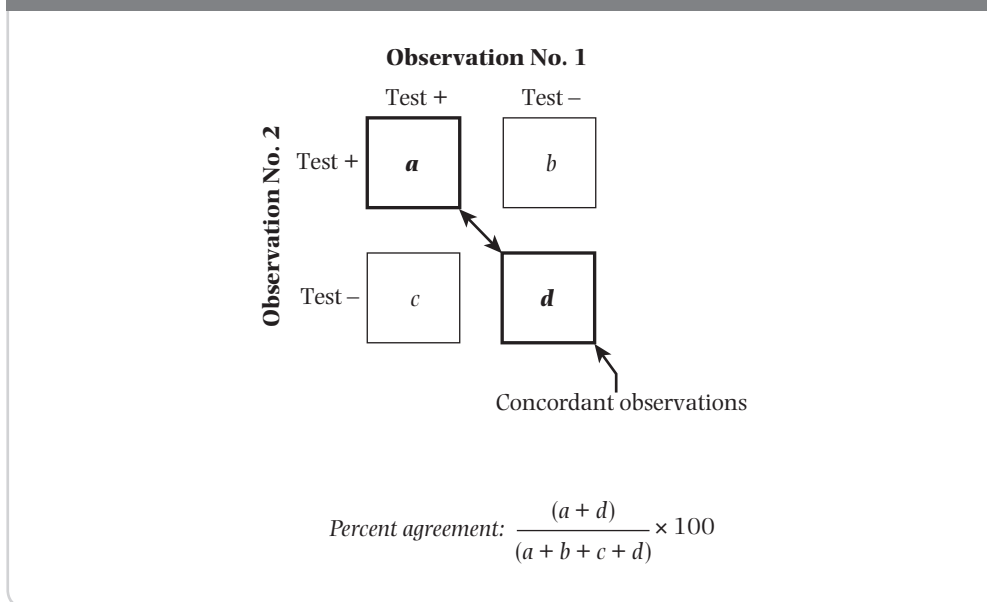 Observation No. 1
Test + Test –
Observation No. 2
Test + a b
Test – c d
Concordant observations
Percent agreement: (a + d) / (a + b + c + d) × 100